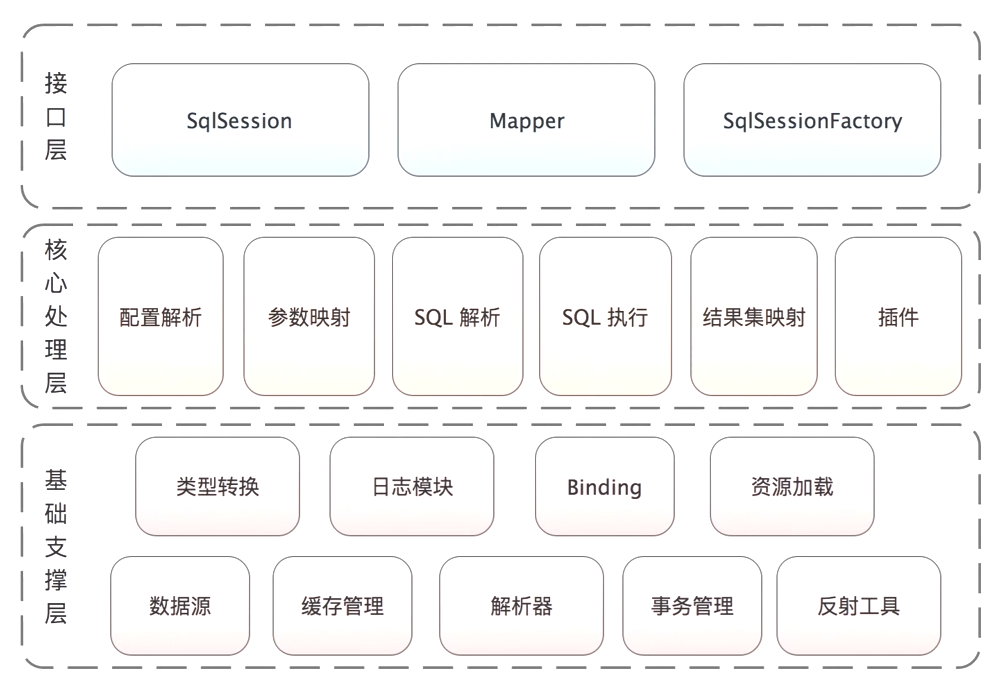 接口层
SqlSession
Mapper
SqlSessionFactory
核心处理层
配置解析
参数映射
SQL 解析
SQL 执行
结果集映射
插件
基础支撑层
类型转换
日志模块
Binding
资源加载
数据源
缓存管理
解析器
事务管理
反射工具